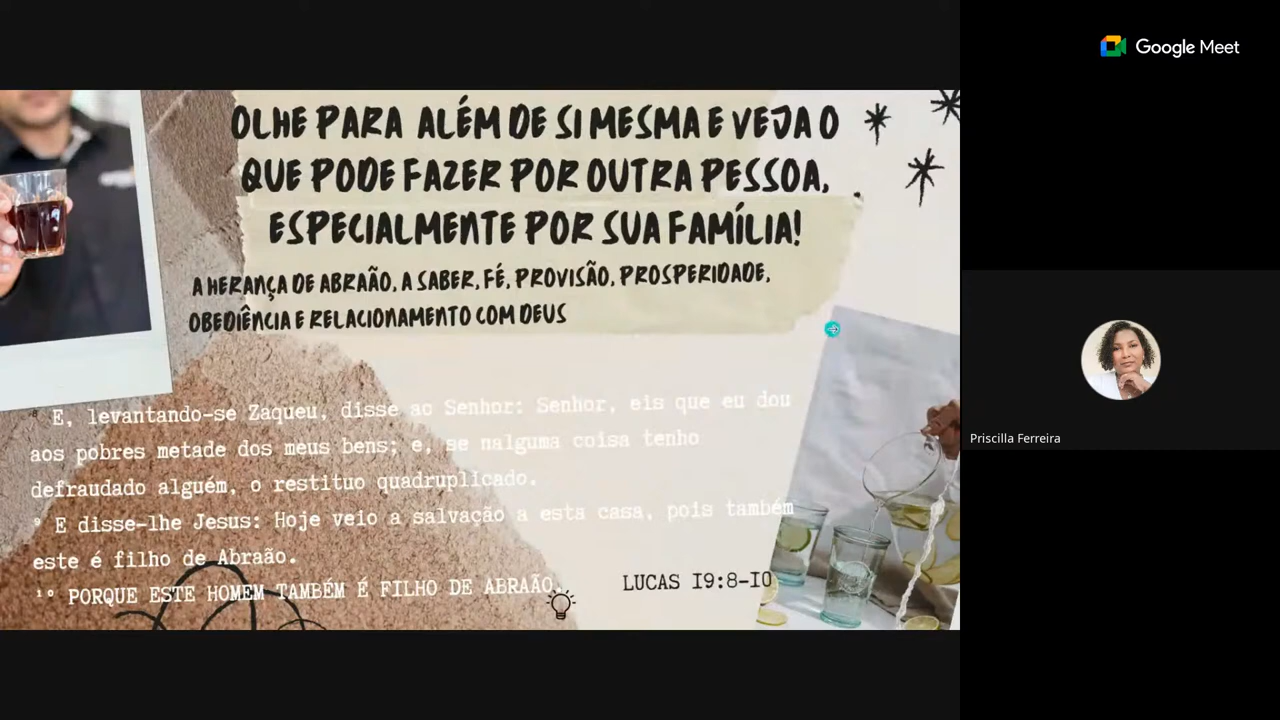 Google Meet
OLHE PARA ALÉM DE SI MESMA E VEJA O
QUE PODE FAZER POR OUTRA PESSOA,
ESPECIALMENTE POR SUA FAMÍLIA!
A HERANÇA DE ABRAÃO, A SABER, FÉ, PROVISÃO, PROSPERIDADE,
OBEDIÊNCIA E RELACIONAMENTO COM DEUS
⁸ E, levantando-se Zaqueu, disse ao Senhor: Senhor, eis que eu dou
aos pobres metade dos meus bens; e, se nalguma coisa tenho
defraudado alguém, o restituo quadruplicado.
⁹ E disse-lhe Jesus: Hoje veio a salvação a esta casa, pois também
este é filho de Abraão.
¹⁰ PORQUE ESTE HOMEM TAMBÉM É FILHO DE ABRAÃO.
LUCAS 19:8-10
Priscilla Ferreira